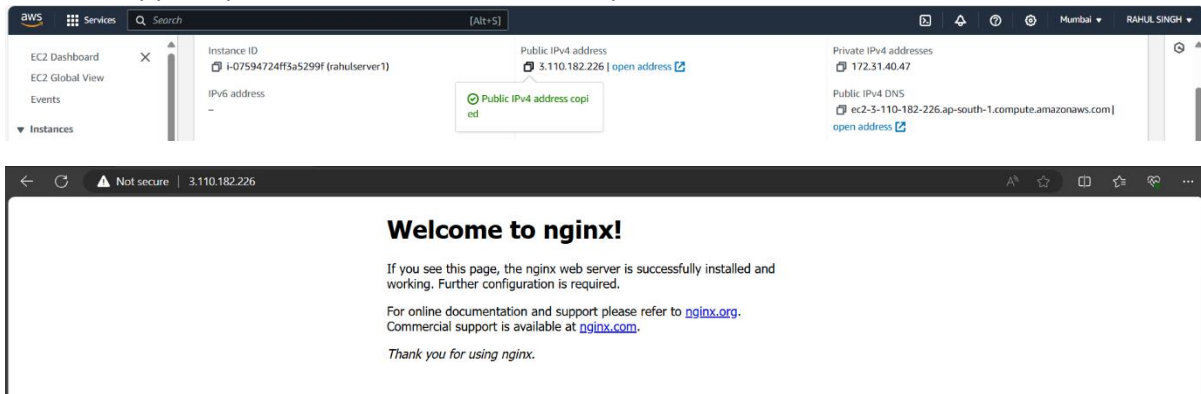 aws Services Search [Alt+S] Mumbai RAHUL SINGH
EC2 Dashboard
EC2 Global View
Events
Instances
Instance ID
i-07594724ff3a5299f (rahulserver1)
IPv6 address
–
Public IPv4 address
3.110.182.226 | open address
Public IPv4 address copi
ed
Private IPv4 addresses
172.31.40.47
Public IPv4 DNS
ec2-3-110-182-226.ap-south-1.compute.amazonaws.com |
open address
Not secure | 3.110.182.226
Welcome to nginx!
If you see this page, the nginx web server is successfully installed and
working. Further configuration is required.
For online documentation and support please refer to nginx.org.
Commercial support is available at nginx.com.
Thank you for using nginx.